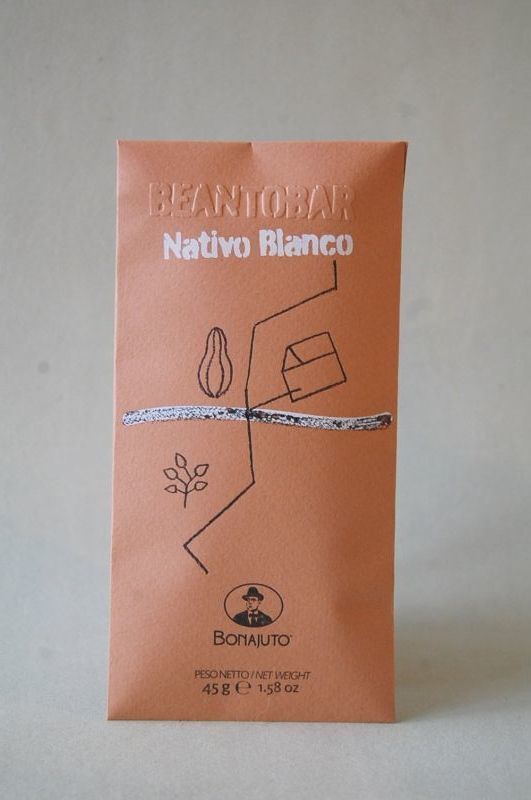 BEANTOBAR
Nativo Blanco
BONAJUTO
PESO NETTO / NET WEIGHT
45 g ℮ 1.58 oz